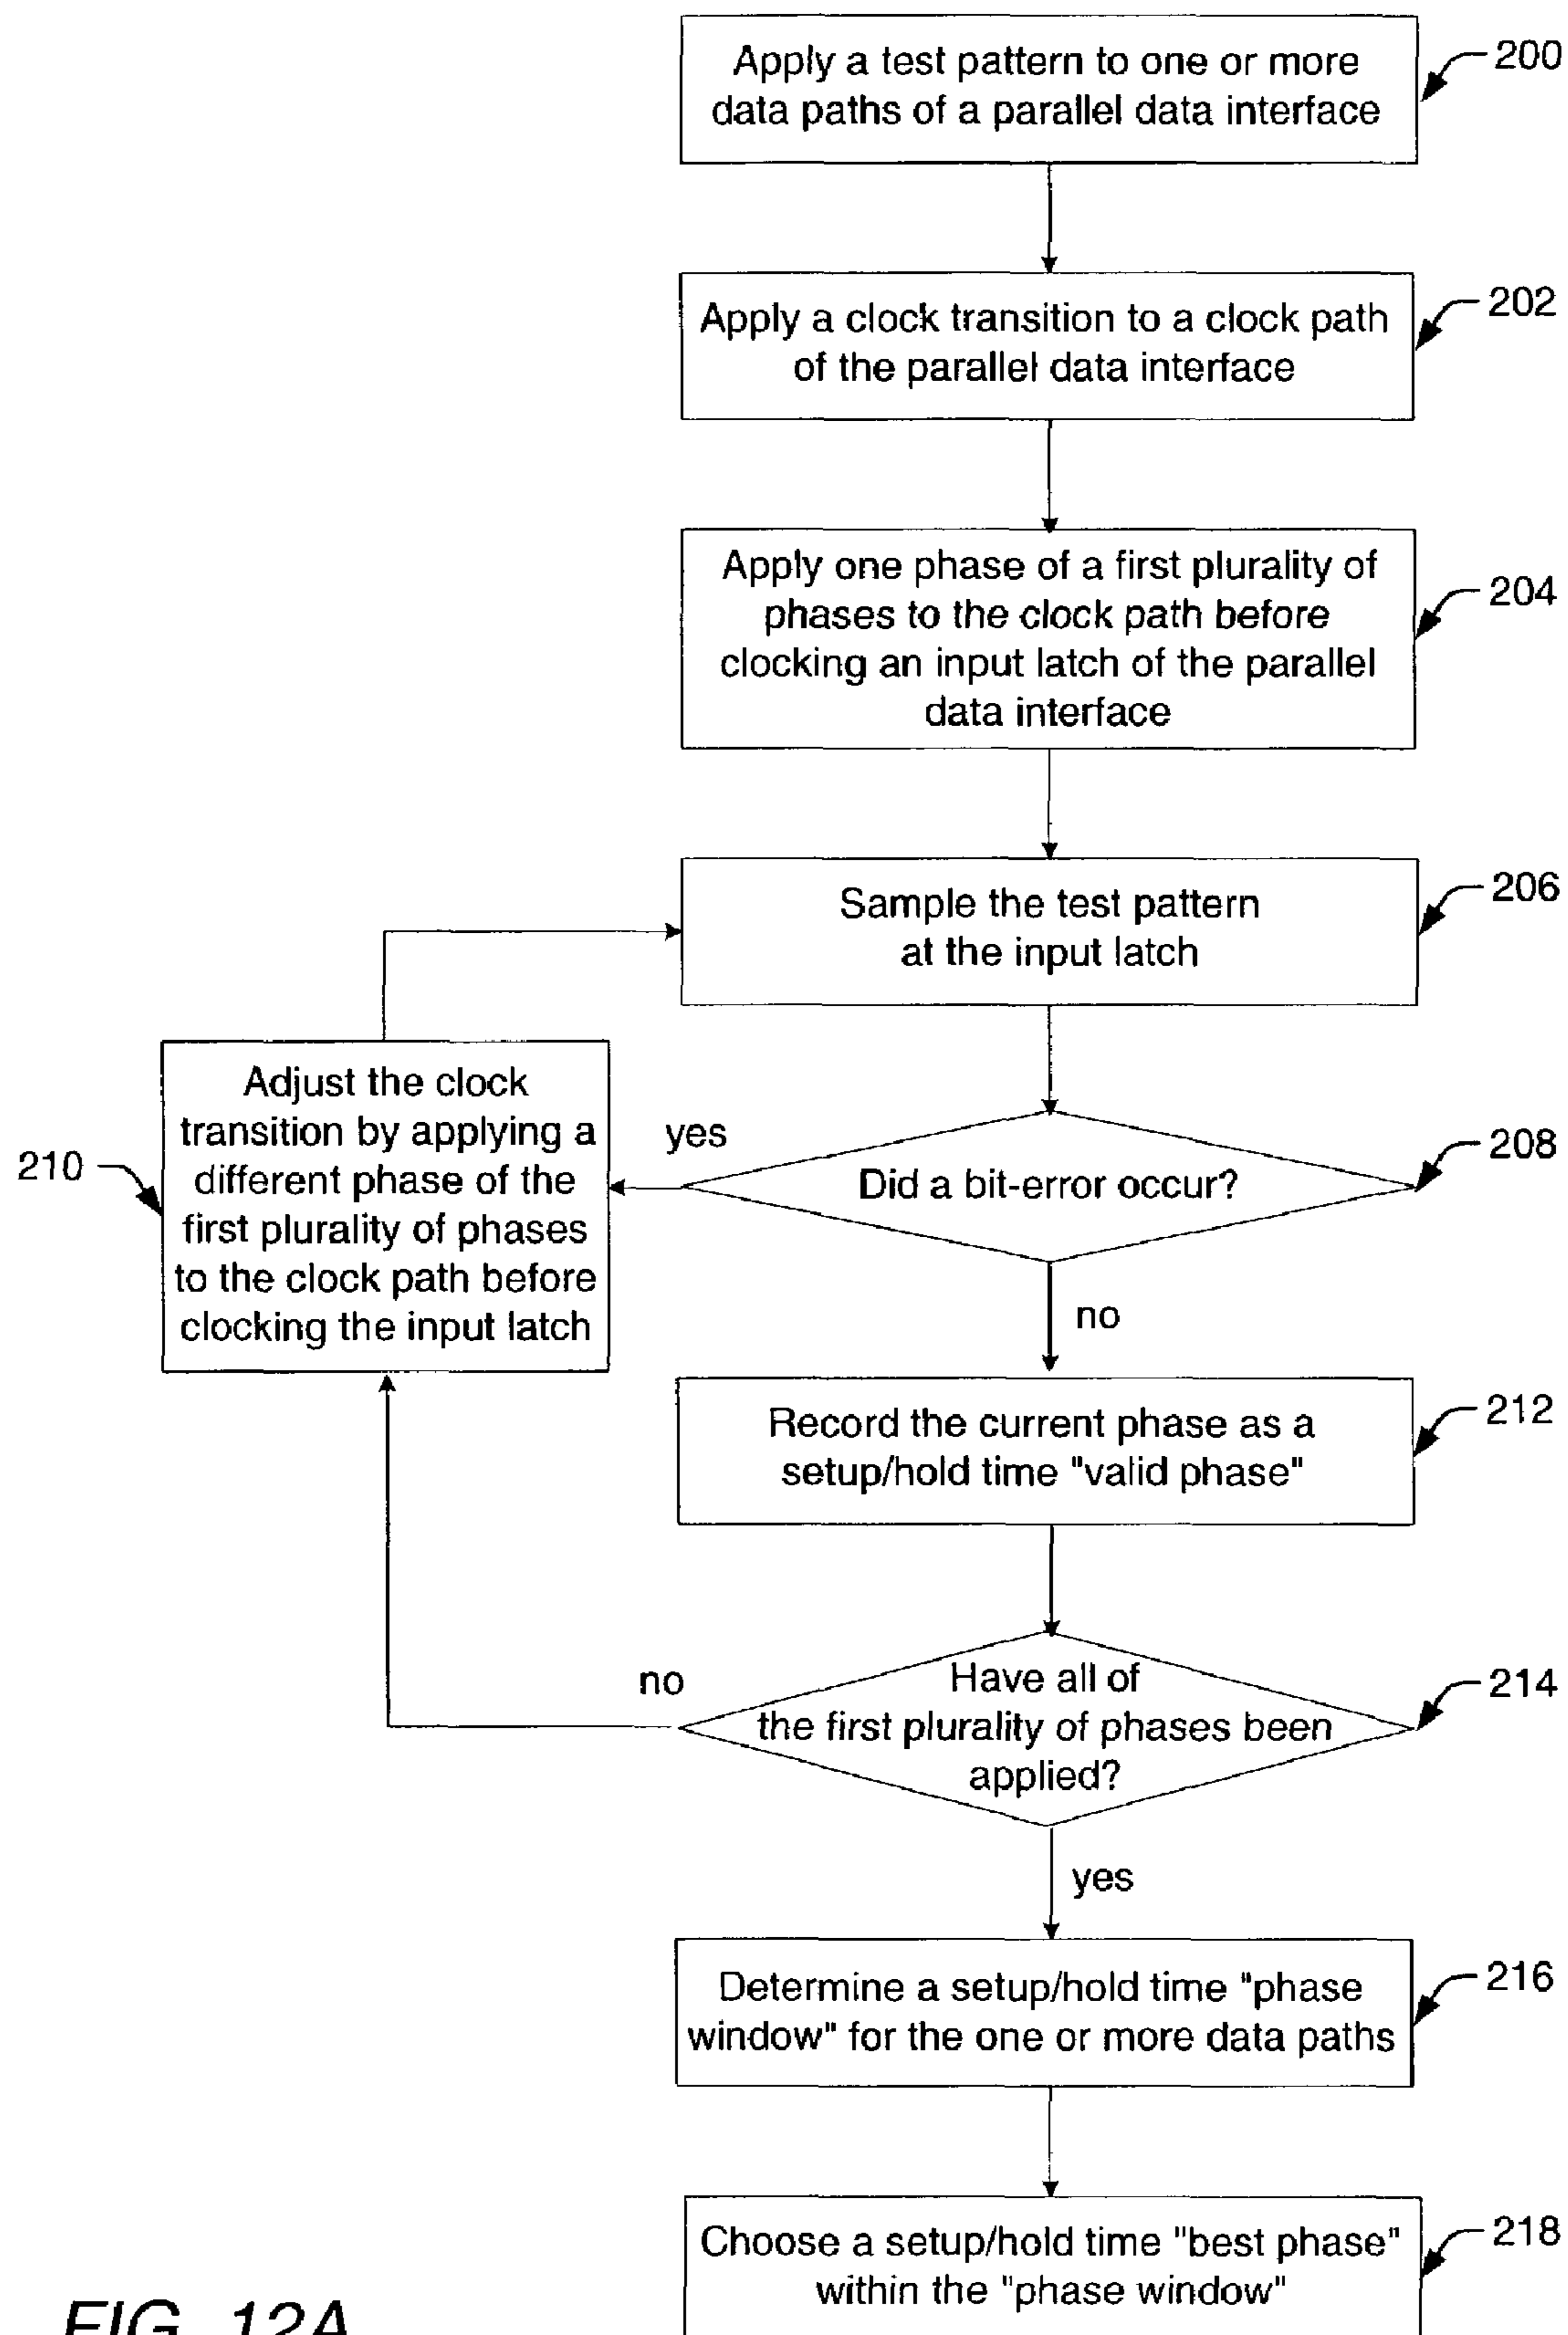 Apply a test pattern to one or more
data paths of a parallel data interface
200
Apply a clock transition to a clock path
of the parallel data interface
202
Apply one phase of a first plurality of
phases to the clock path before
clocking an input latch of the parallel
data interface
204
Sample the test pattern
at the input latch
206
Did a bit-error occur?
208
yes
Adjust the clock
transition by applying a
different phase of the
first plurality of phases
to the clock path before
clocking the input latch
210
no
Record the current phase as a
setup/hold time "valid phase"
212
Have all of
the first plurality of phases been
applied?
214
no
yes
Determine a setup/hold time "phase
window" for the one or more data paths
216
Choose a setup/hold time "best phase"
within the "phase window"
218
FIG. 12A